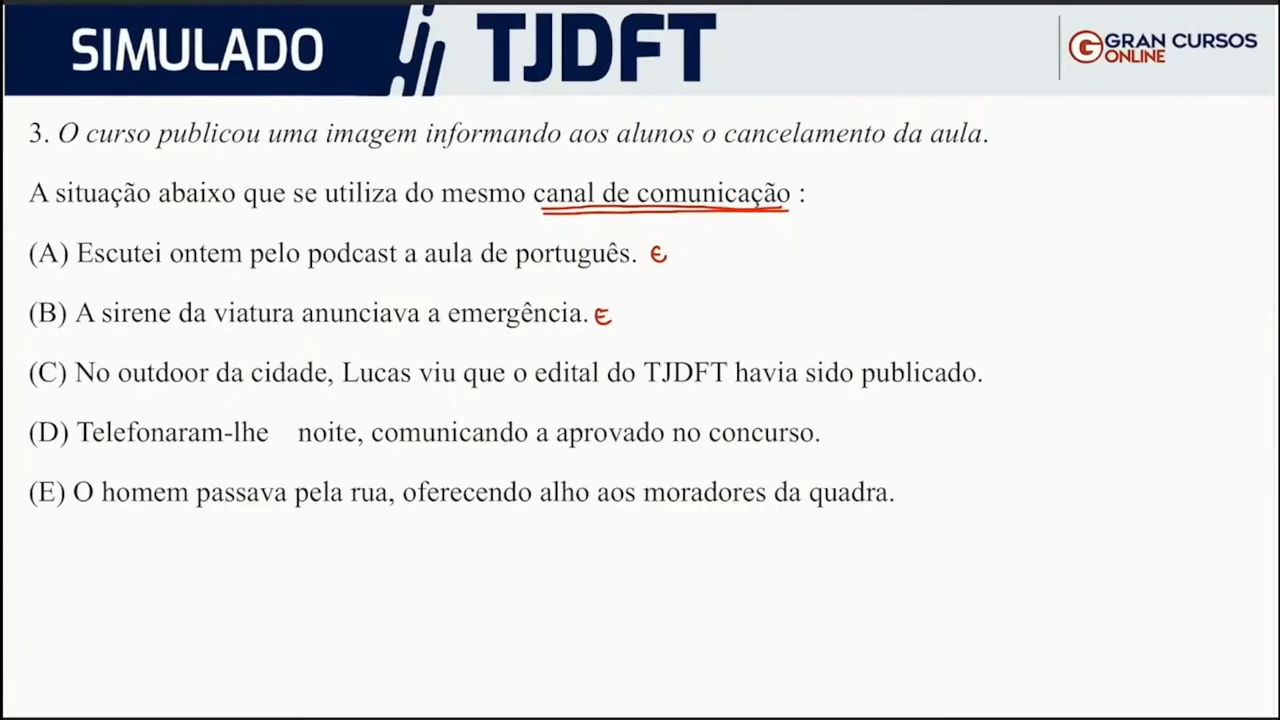 SIMULADO TJDFT GRAN CURSOS ONLINE
3. O curso publicou uma imagem informando aos alunos o cancelamento da aula.
A situação abaixo que se utiliza do mesmo canal de comunicação :
(A) Escutei ontem pelo podcast a aula de português. E
(B) A sirene da viatura anunciava a emergência. E
(C) No outdoor da cidade, Lucas viu que o edital do TJDFT havia sido publicado.
(D) Telefonaram-lhe noite, comunicando a aprovado no concurso.
(E) O homem passava pela rua, oferecendo alho aos moradores da quadra.